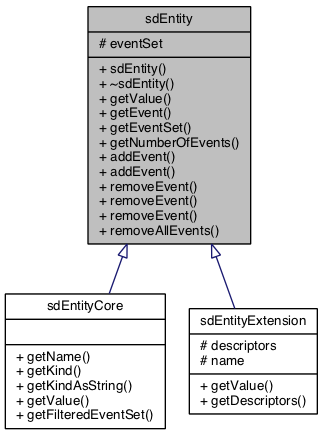 sdEntity
# eventSet
+ sdEntity()
+ ~sdEntity()
+ getValue()
+ getEvent()
+ getEventSet()
+ getNumberOfEvents()
+ addEvent()
+ addEvent()
+ removeEvent()
+ removeEvent()
+ removeEvent()
+ removeAllEvents()
sdEntityCore
+ getName()
+ getKind()
+ getKindAsString()
+ getValue()
+ getFilteredEventSet()
sdEntityExtension
# descriptors
# name
+ getValue()
+ getDescriptors()